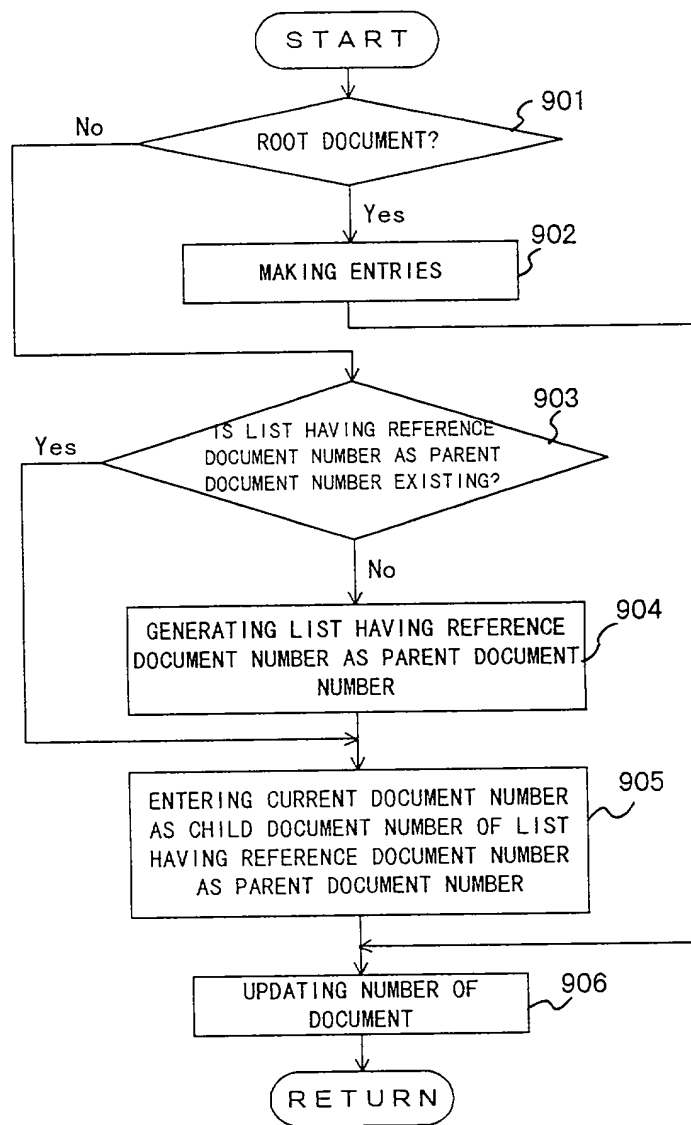 START
901
No
ROOT DOCUMENT?
Yes
902
MAKING ENTRIES
903
Yes
IS LIST HAVING REFERENCE
DOCUMENT NUMBER AS PARENT
DOCUMENT NUMBER EXISTING?
No
904
GENERATING LIST HAVING REFERENCE
DOCUMENT NUMBER AS PARENT DOCUMENT
NUMBER
905
ENTERING CURRENT DOCUMENT NUMBER
AS CHILD DOCUMENT NUMBER OF LIST
HAVING REFERENCE DOCUMENT NUMBER
AS PARENT DOCUMENT NUMBER
906
UPDATING NUMBER OF
DOCUMENT
RETURN